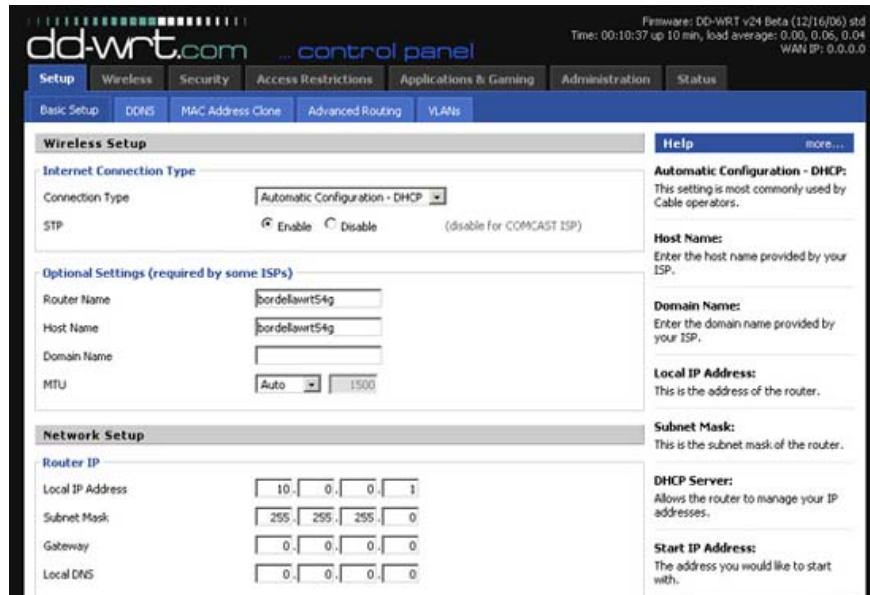 Firmware: DD-WRT v24 Beta (12/16/06) std
Time: 00:10:37 up 10 min, load average: 0.00, 0.06, 0.04
WAN IP: 0.0.0.0
dd-wrt.com ... control panel
Setup Wireless Security Access Restrictions Applications & Gaming Administration Status
Basic Setup DDNS MAC Address Clone Advanced Routing VLANs
Wireless Setup
Internet Connection Type
Connection Type Automatic Configuration - DHCP
STP Enable Disable (disable for COMCAST ISP)
Optional Settings (required by some ISPs)
Router Name bordellawrt54g
Host Name bordellawrt54g
Domain Name
MTU Auto 1500
Network Setup
Router IP
Local IP Address 10. 0. 0. 1
Subnet Mask 255. 255. 255. 0
Gateway 0. 0. 0. 0
Local DNS 0. 0. 0. 0
Help more...
Automatic Configuration - DHCP:
This setting is most commonly used by
Cable operators.
Host Name:
Enter the host name provided by your
ISP.
Domain Name:
Enter the domain name provided by
your ISP.
Local IP Address:
This is the address of the router.
Subnet Mask:
This is the subnet mask of the router.
DHCP Server:
Allows the router to manage your IP
addresses.
Start IP Address:
The address you would like to start
with.